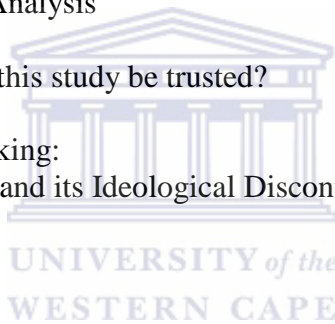 Analysis
this study be trusted?
king:
and its Ideological Discon
UNIVERSITY of the
WESTERN CAPE